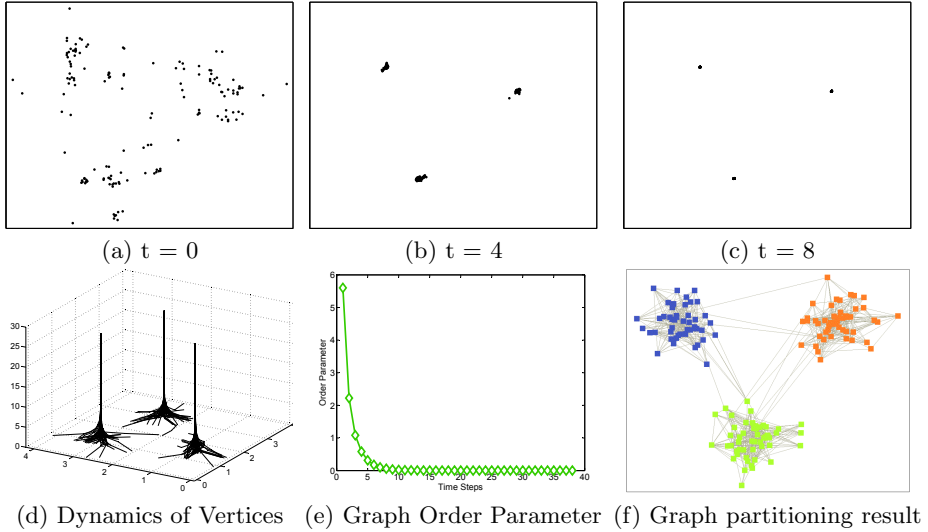 (a) t = 0
(b) t = 4
(c) t = 8
30
25
20
15
10
5
0
4
3
2
1
0
0
1
2
3
6
5
4
3
2
1
0
Order Parameter
0 5 10 15 20 25 30 35 40
Time Steps
(d) Dynamics of Vertices
(e) Graph Order Parameter
(f) Graph partitioning result